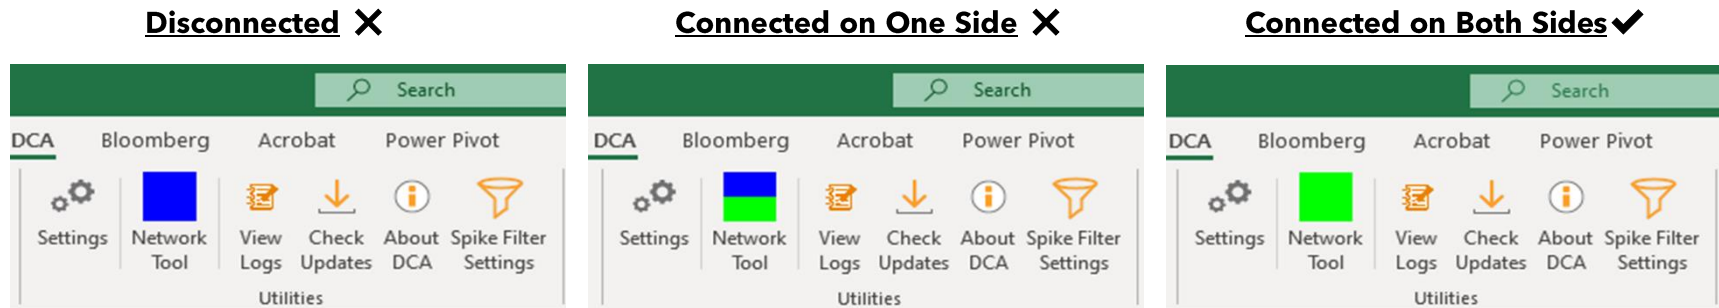 Disconnected ✕
Search
DCA Bloomberg Acrobat Power Pivot
Settings
Network
Tool
View
Logs
Check
Updates
About
DCA
Spike Filter
Settings
Utilities
Connected on One Side ✕
Search
DCA Bloomberg Acrobat Power Pivot
Settings
Network
Tool
View
Logs
Check
Updates
About
DCA
Spike Filter
Settings
Utilities
Connected on Both Sides ✔
Search
DCA Bloomberg Acrobat Power Pivot
Settings
Network
Tool
View
Logs
Check
Updates
About
DCA
Spike Filter
Settings
Utilities